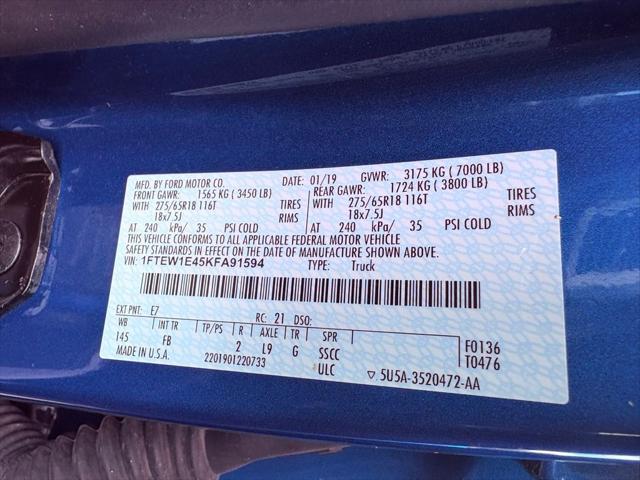 MFD. BY FORD MOTOR CO. DATE: 01/19 GVWR: 3175 KG ( 7000 LB)
FRONT GAWR: 1565 KG ( 3450 LB) REAR GAWR: 1724 KG ( 3800 LB)
WITH 275/65R18 116T TIRES WITH 275/65R18 116T TIRES
18x7.5J RIMS 18x7.5J RIMS
AT 240 kPa/ 35 PSI COLD AT 240 kPa/ 35 PSI COLD
THIS VEHICLE CONFORMS TO ALL APPLICABLE FEDERAL MOTOR VEHICLE
SAFETY STANDARDS IN EFFECT ON THE DATE OF MANUFACTURE SHOWN ABOVE.
VIN: 1FTEW1E45KFA91594 TYPE: Truck
EXT PNT: E7 RC: 21 DSO:
WB INT TR TP/PS R AXLE TR SPR
145 FB 2 L9 G SSCC
ULC
F0136
T0476
MADE IN U.S.A. 2201901220733
▽ 5U5A-3520472-AA